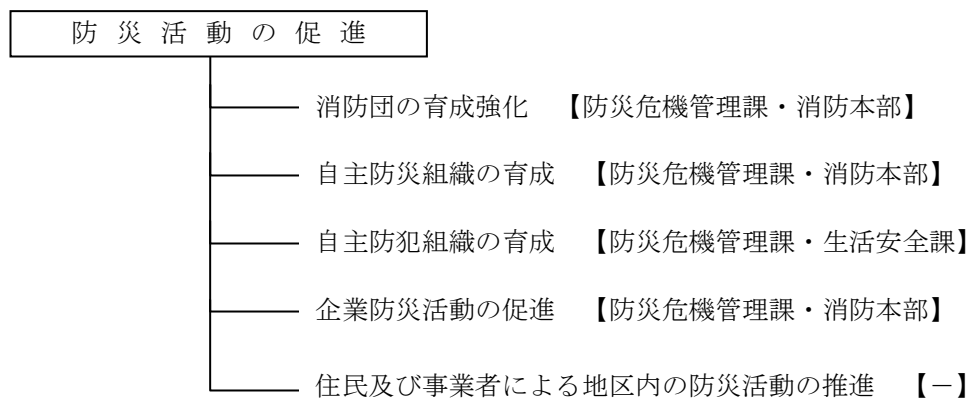 防災活動の促進
消防団の育成強化　【防災危機管理課・消防本部】
自主防災組織の育成　【防災危機管理課・消防本部】
自主防犯組織の育成　【防災危機管理課・生活安全課】
企業防災活動の促進　【防災危機管理課・消防本部】
住民及び事業者による地区内の防災活動の推進　【－】